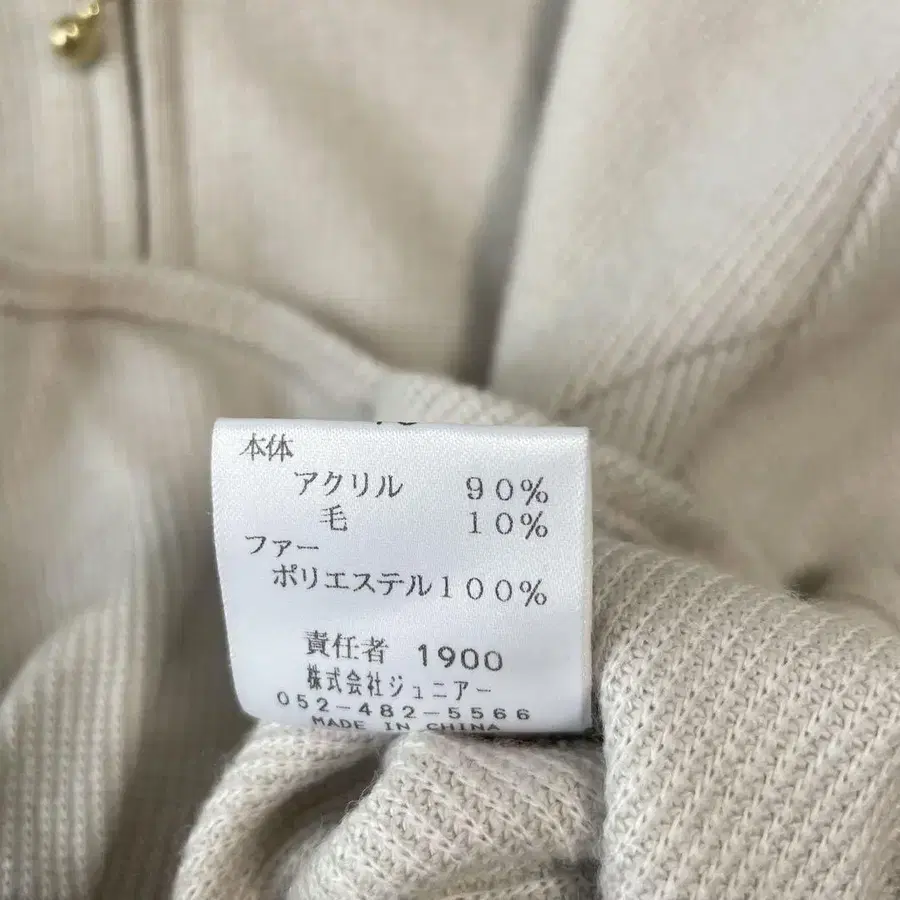 本体
アクリル 90%
毛 10%
ファー
ポリエステル100%
責任者 1900
株式会社ジュニアー
052-482-5566
MADE IN CHINA